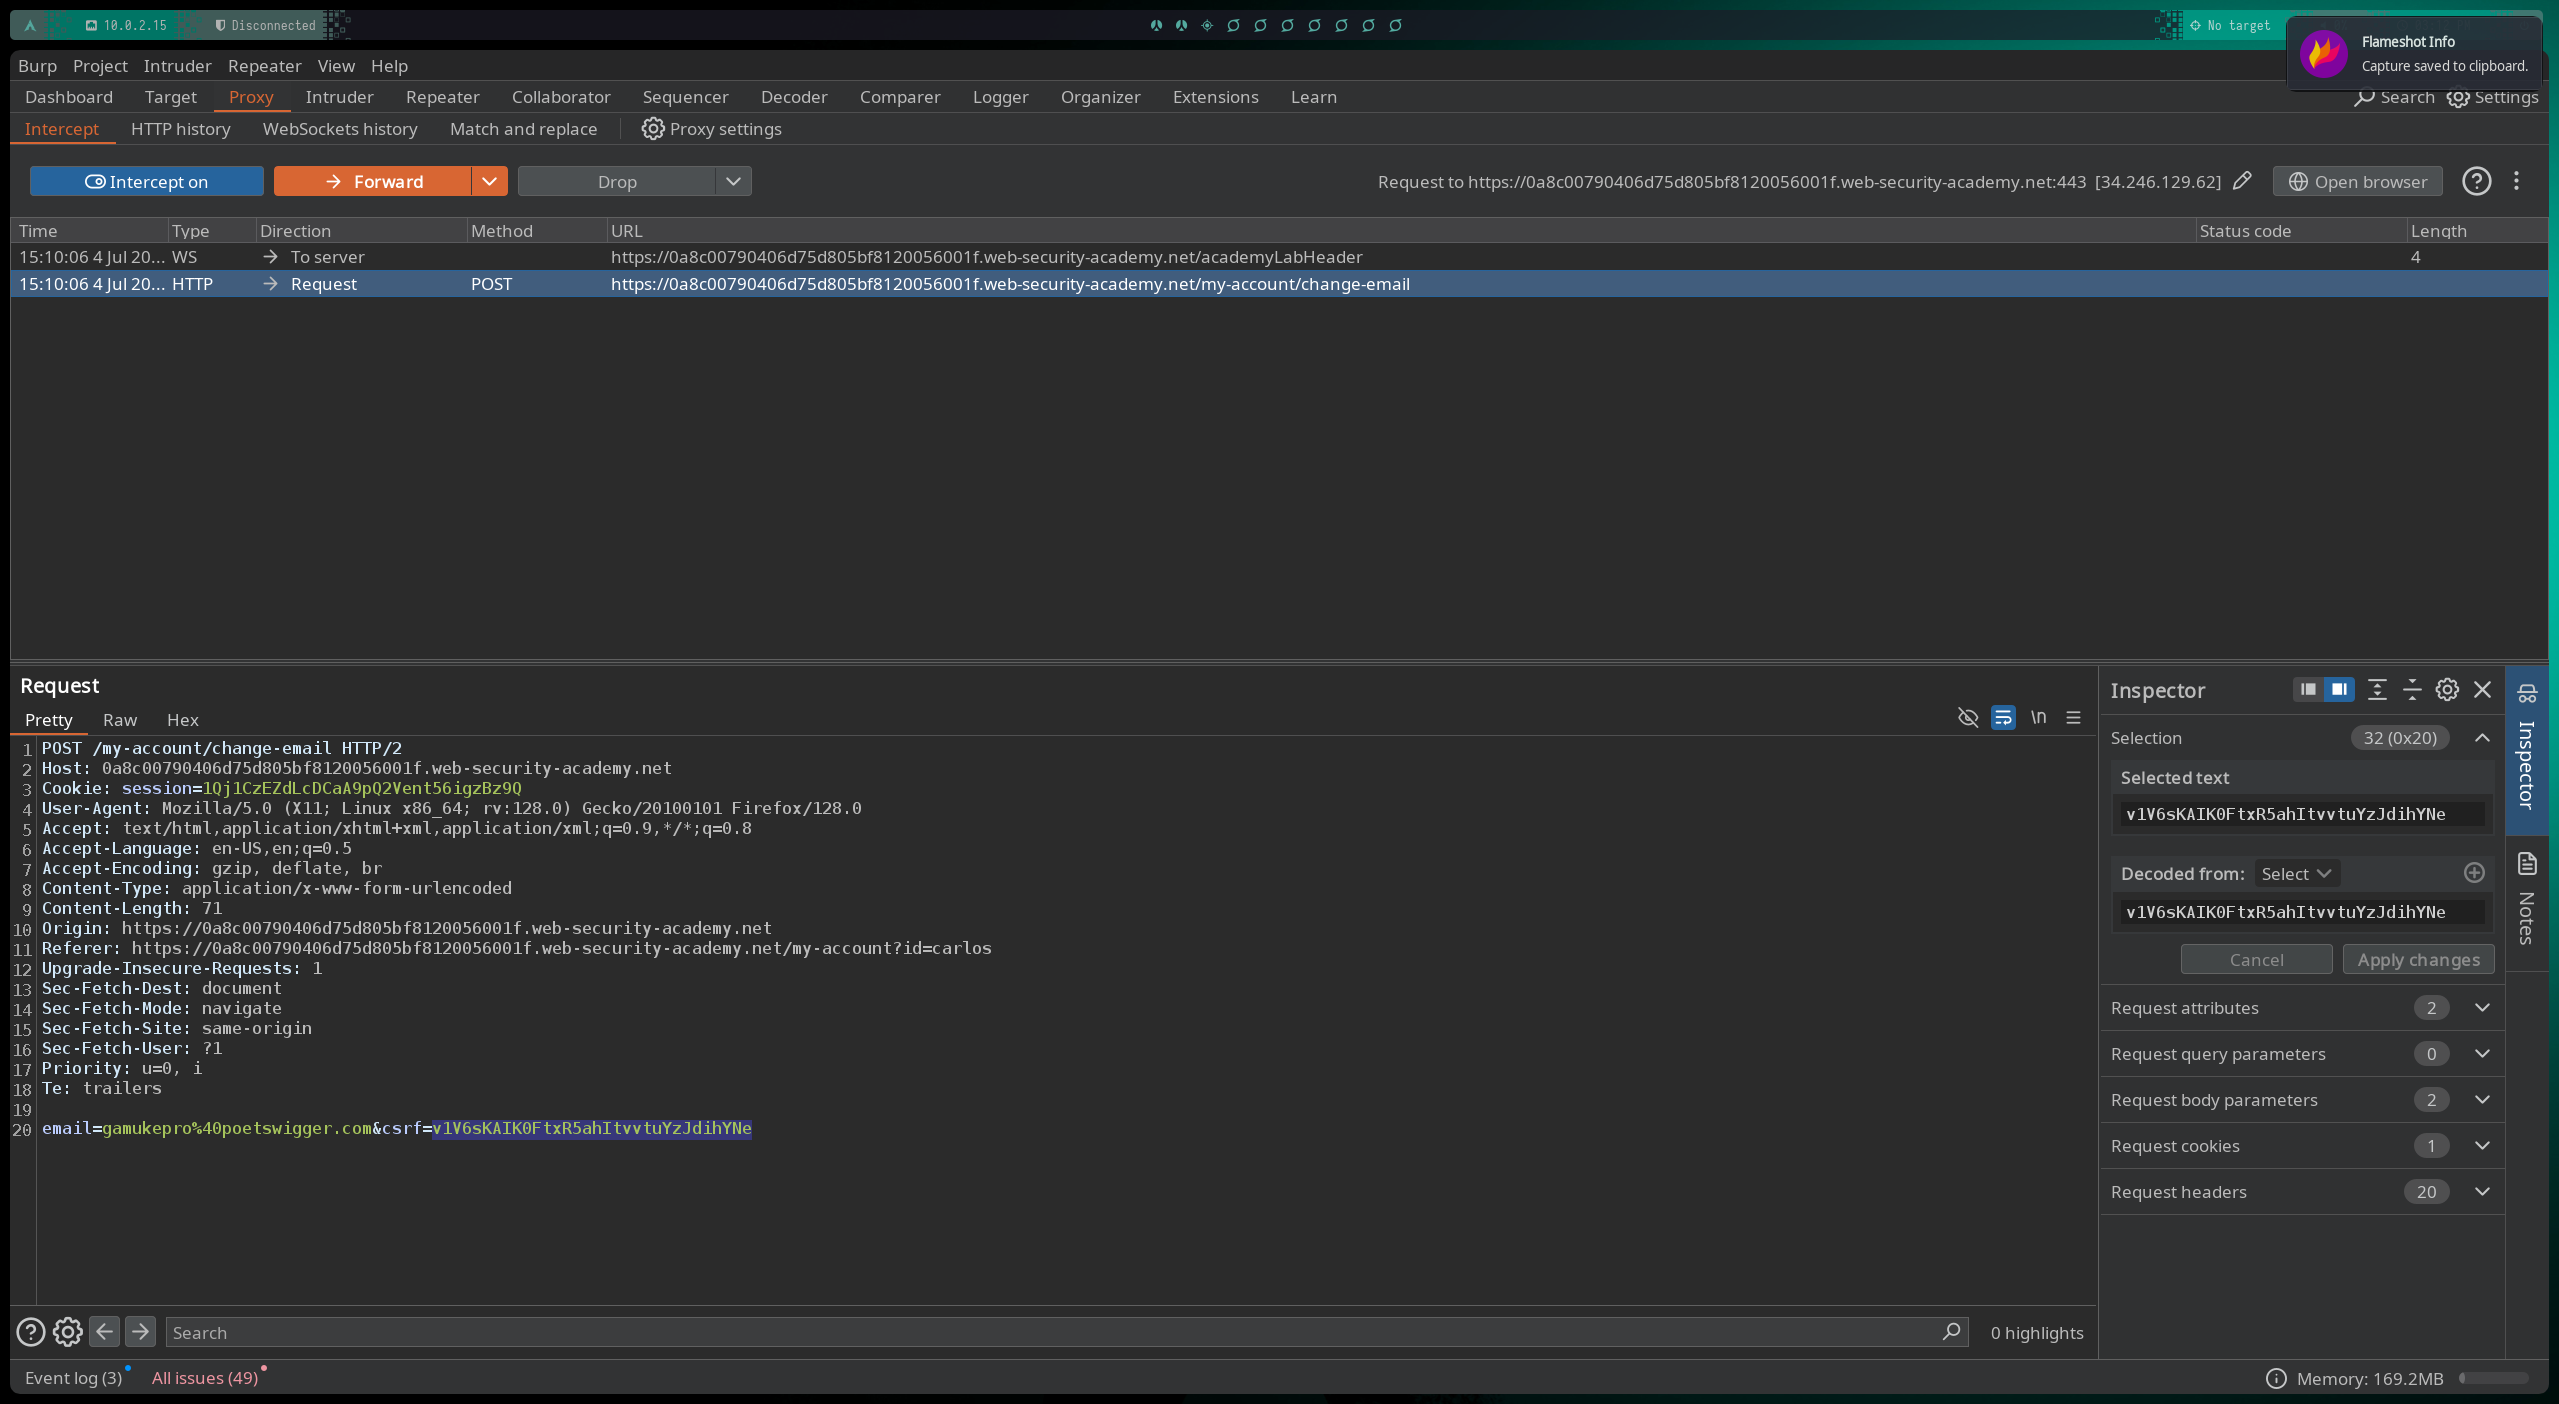 10.0.2.15 Disconnected No target
Flameshot Info
Capture saved to clipboard.
Burp Project Intruder Repeater View Help
Dashboard Target Proxy Intruder Repeater Collaborator Sequencer Decoder Comparer Logger Organizer Extensions Learn Search Settings
Intercept HTTP history WebSockets history Match and replace Proxy settings
Intercept on Forward Drop Request to https://0a8c00790406d75d805bf8120056001f.web-security-academy.net:443 [34.246.129.62] Open browser
Time Type Direction Method URL Status code Length
15:10:06 4 Jul 20... WS To server https://0a8c00790406d75d805bf8120056001f.web-security-academy.net/academyLabHeader 4
15:10:06 4 Jul 20... HTTP Request POST https://0a8c00790406d75d805bf8120056001f.web-security-academy.net/my-account/change-email
Request
Pretty Raw Hex \n
1 POST /my-account/change-email HTTP/2
2 Host: 0a8c00790406d75d805bf8120056001f.web-security-academy.net
3 Cookie: session=1Qj1CzEZdLcDCaA9pQ2Vent56igzBz9Q
4 User-Agent: Mozilla/5.0 (X11; Linux x86_64; rv:128.0) Gecko/20100101 Firefox/128.0
5 Accept: text/html,application/xhtml+xml,application/xml;q=0.9,*/*;q=0.8
6 Accept-Language: en-US,en;q=0.5
7 Accept-Encoding: gzip, deflate, br
8 Content-Type: application/x-www-form-urlencoded
9 Content-Length: 71
10 Origin: https://0a8c00790406d75d805bf8120056001f.web-security-academy.net
11 Referer: https://0a8c00790406d75d805bf8120056001f.web-security-academy.net/my-account?id=carlos
12 Upgrade-Insecure-Requests: 1
13 Sec-Fetch-Dest: document
14 Sec-Fetch-Mode: navigate
15 Sec-Fetch-Site: same-origin
16 Sec-Fetch-User: ?1
17 Priority: u=0, i
18 Te: trailers
19
20 email=gamukepro%40poetswigger.com&csrf=v1V6sKAIK0FtxR5ahItvvtuYzJdihYNe
Search 0 highlights
Inspector
Selection 32 (0x20)
Selected text
v1V6sKAIK0FtxR5ahItvvtuYzJdihYNe
Decoded from: Select
v1V6sKAIK0FtxR5ahItvvtuYzJdihYNe
Cancel Apply changes
Request attributes 2
Request query parameters 0
Request body parameters 2
Request cookies 1
Request headers 20
Inspector
Notes
Event log (3) All issues (49) Memory: 169.2MB